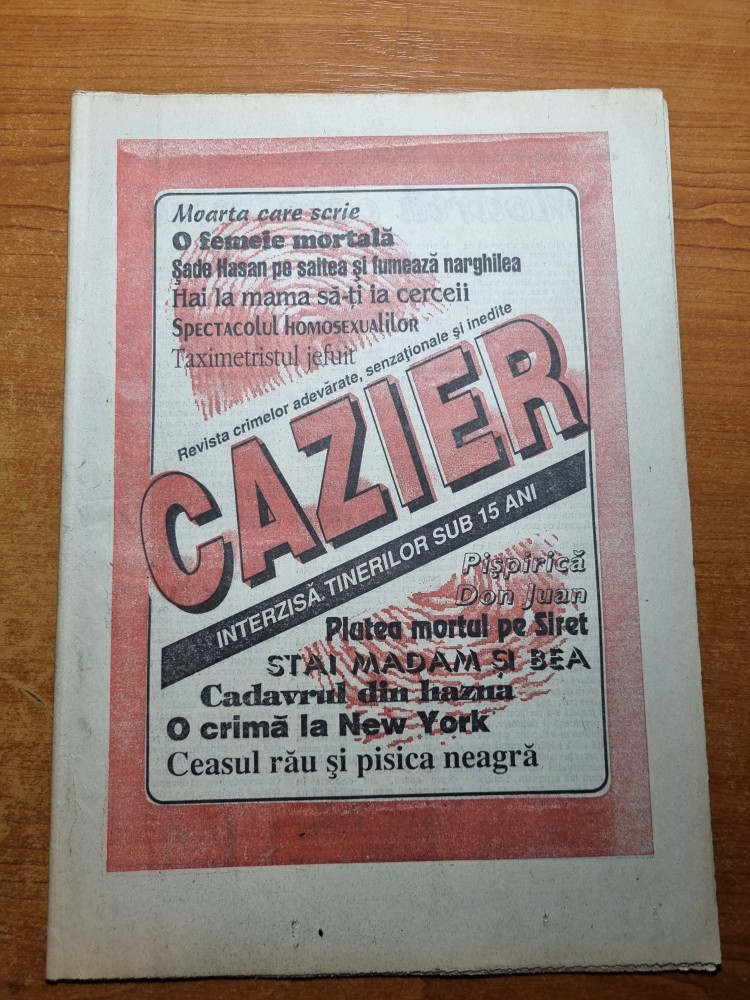 Moarta care scrie
O femeie mortală
Şade Hasan pe saltea şi fumează narghilea
Hai la mama să-ţi ia cerceii
SPECTACOLUL HOMOSEXUALILOR
Taximetristul jefuit
Revista crimelor adevărate, senzaţionale şi inedite
CAZIER
INTERZISĂ TINERILOR SUB 15 ANI
Pişpirică
Don Juan
Plutea mortul pe Siret
STAI MADAM ŞI BEA
Cadavrul din hazna
O crimă la New York
Ceasul rău şi pisica neagră